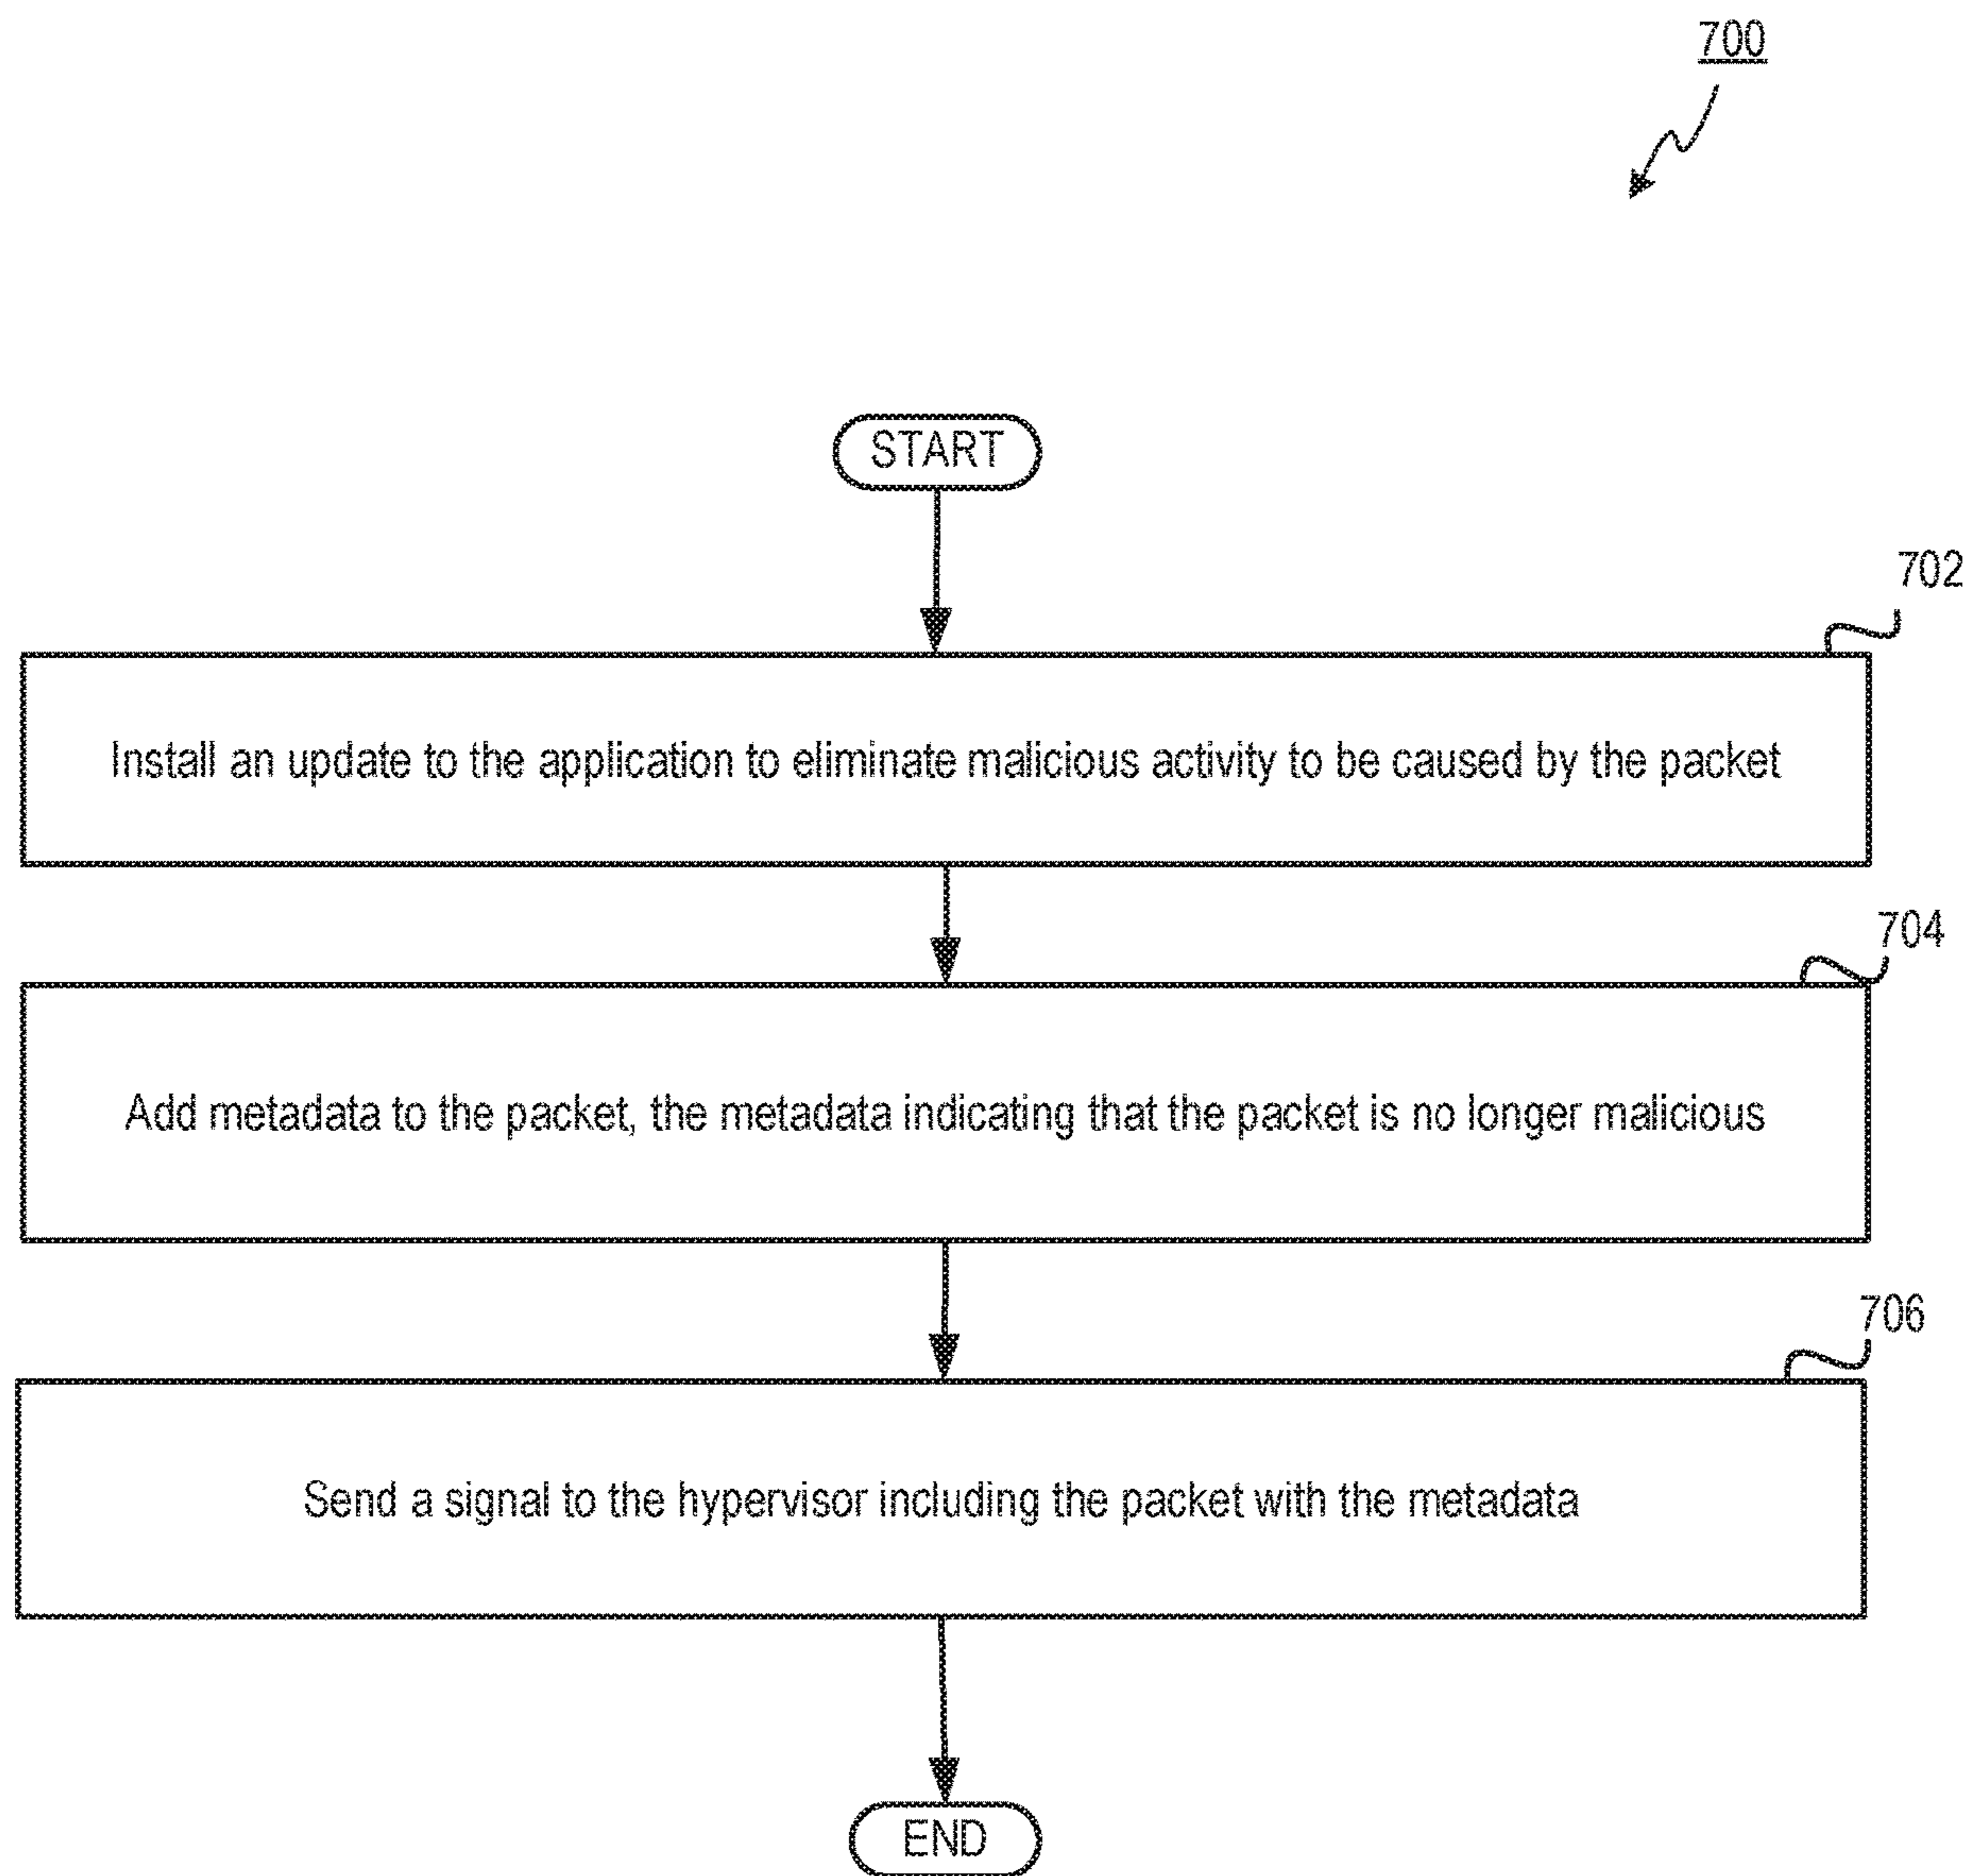 700
START
702
Install an update to the application to eliminate malicious activity to be caused by the packet
704
Add metadata to the packet, the metadata indicating that the packet is no longer malicious
706
Send a signal to the hypervisor including the packet with the metadata
END